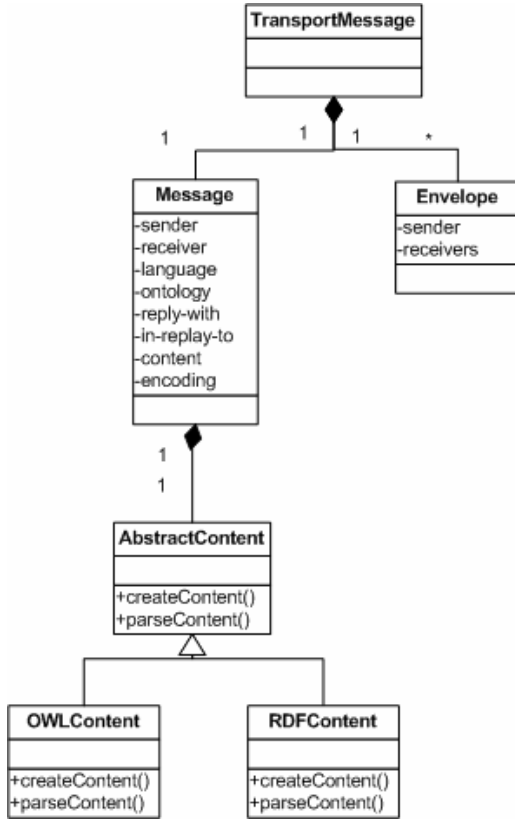 TransportMessage
1 1 1 *
Message
-sender
-receiver
-language
-ontology
-reply-with
-in-replay-to
-content
-encoding
Envelope
-sender
-receivers
1
1
AbstractContent
+createContent()
+parseContent()
OWLContent
+createContent()
+parseContent()
RDFContent
+createContent()
+parseContent()